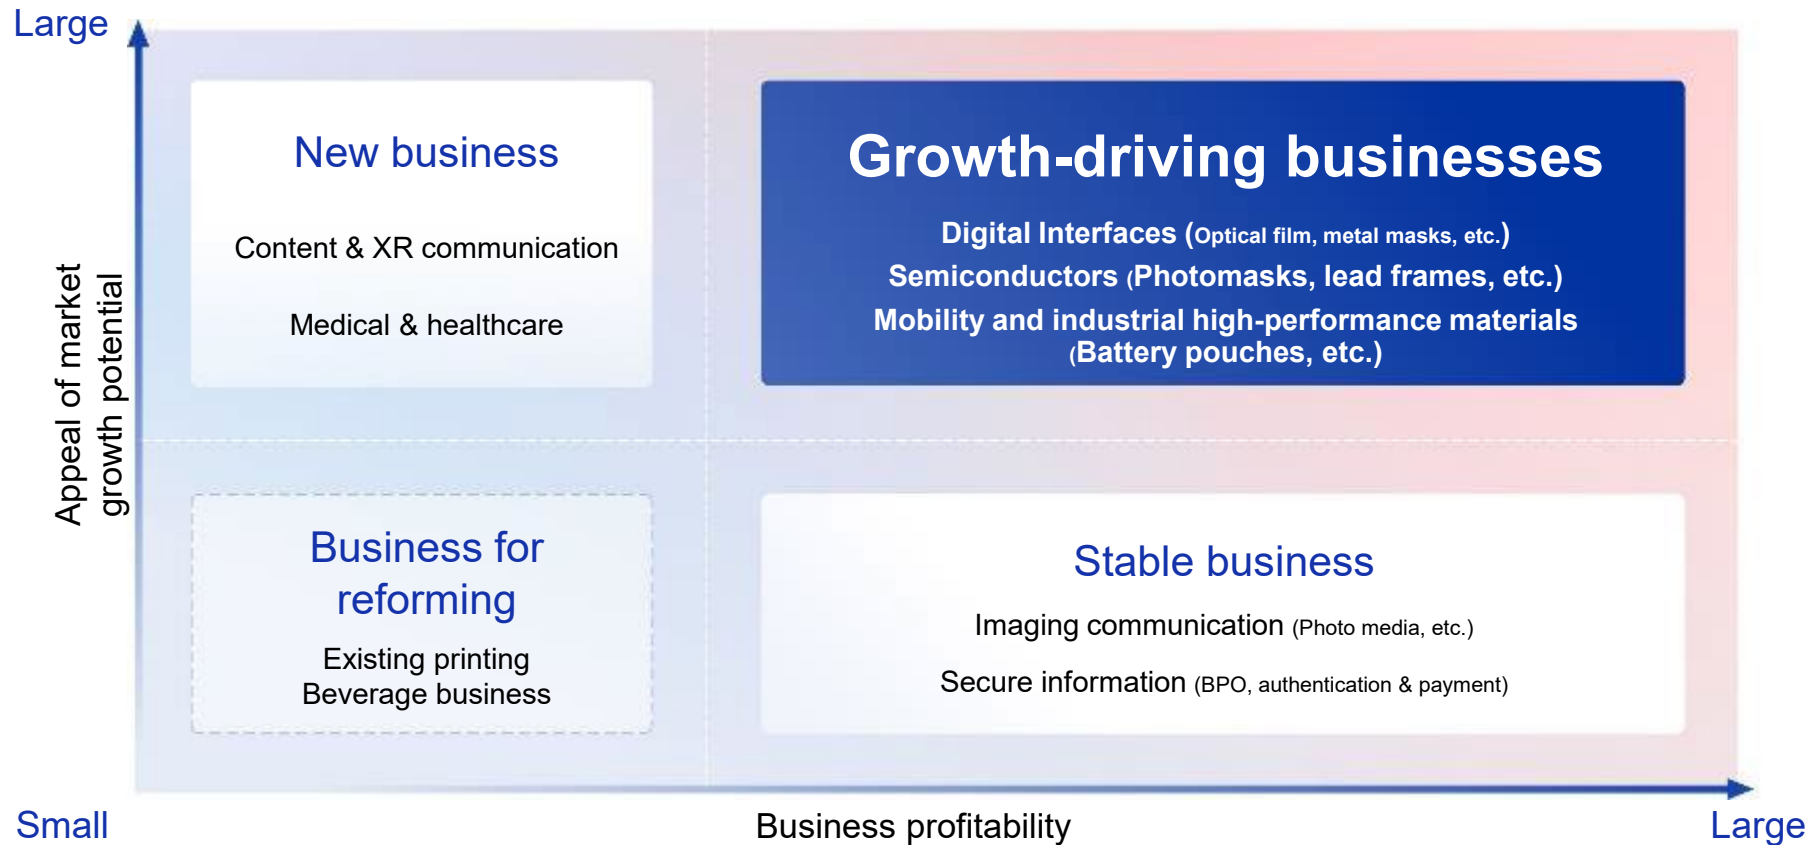 Large
Appeal of market
growth potential
New business
Content & XR communication
Medical & healthcare
Growth-driving businesses
Digital Interfaces (Optical film, metal masks, etc.)
Semiconductors (Photomasks, lead frames, etc.)
Mobility and industrial high-performance materials
(Battery pouches, etc.)
Business for
reforming
Existing printing
Beverage business
Stable business
Imaging communication (Photo media, etc.)
Secure information (BPO, authentication & payment)
Small
Business profitability
Large